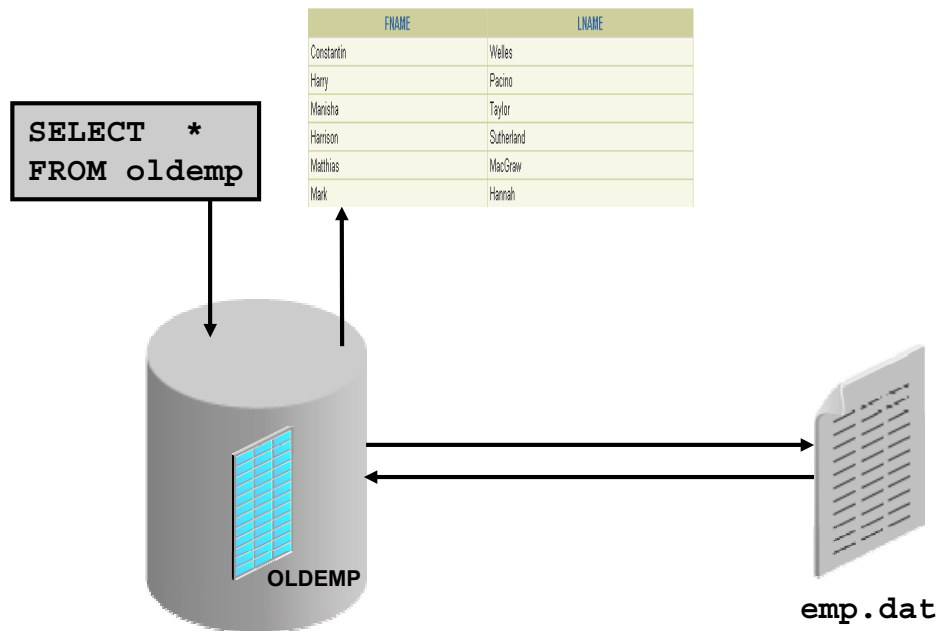 FNAME LNAME
Constantin Welles
Harry Pacino
Manisha Taylor
Harrison Sutherland
Matthias MacGraw
Mark Hannah
SELECT *
FROM oldemp
OLDEMP
emp.dat